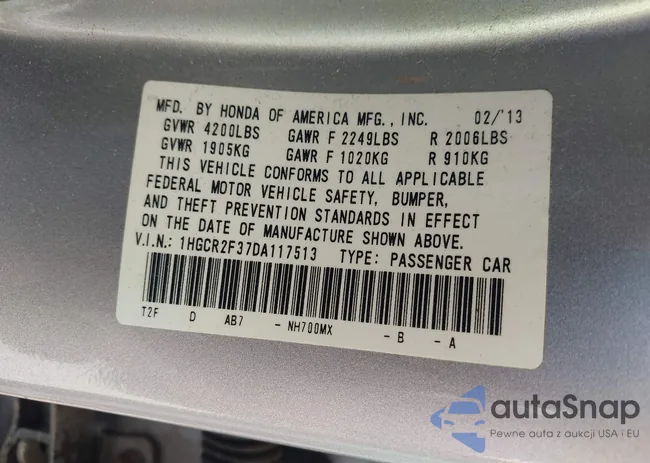 MFD. BY HONDA OF AMERICA MFG., INC. 02/'13
GVWR 4200LBS GAWR F 2249LBS R 2006LBS
GVWR 1905KG GAWR F 1020KG R 910KG
THIS VEHICLE CONFORMS TO ALL APPLICABLE
FEDERAL MOTOR VEHICLE SAFETY, BUMPER,
AND THEFT PREVENTION STANDARDS IN EFFECT
ON THE DATE OF MANUFACTURE SHOWN ABOVE.
V.I.N.: 1HGCR2F37DA117513 TYPE: PASSENGER CAR
T2F D AB7 - NH700MX - B - A
autaSnap
Pewne auta z aukcji USA i EU